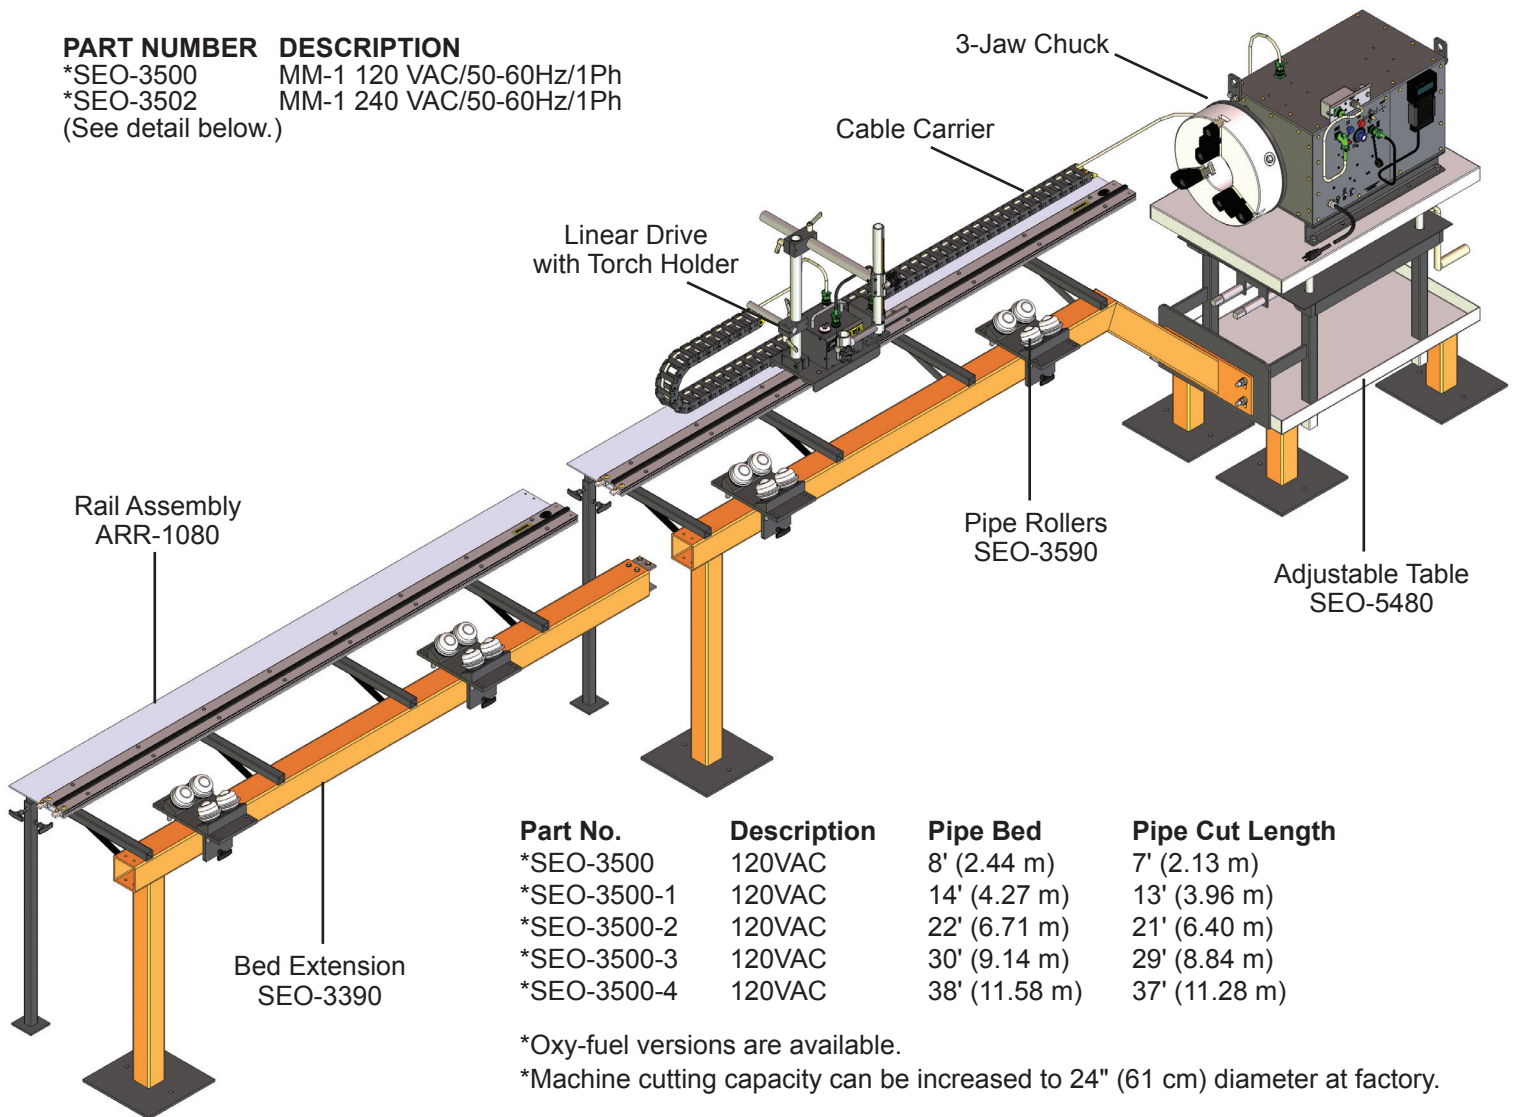 PART NUMBER DESCRIPTION
*SEO-3500 MM-1 120 VAC/50-60Hz/1Ph
*SEO-3502 MM-1 240 VAC/50-60Hz/1Ph
(See detail below.)
3-Jaw Chuck
Cable Carrier
Linear Drive
with Torch Holder
Rail Assembly
ARR-1080
Pipe Rollers
SEO-3590
Adjustable Table
SEO-5480
Bed Extension
SEO-3390
Part No. Description Pipe Bed Pipe Cut Length
*SEO-3500 120VAC 8' (2.44 m) 7' (2.13 m)
*SEO-3500-1 120VAC 14' (4.27 m) 13' (3.96 m)
*SEO-3500-2 120VAC 22' (6.71 m) 21' (6.40 m)
*SEO-3500-3 120VAC 30' (9.14 m) 29' (8.84 m)
*SEO-3500-4 120VAC 38' (11.58 m) 37' (11.28 m)
*Oxy-fuel versions are available.
*Machine cutting capacity can be increased to 24" (61 cm) diameter at factory.